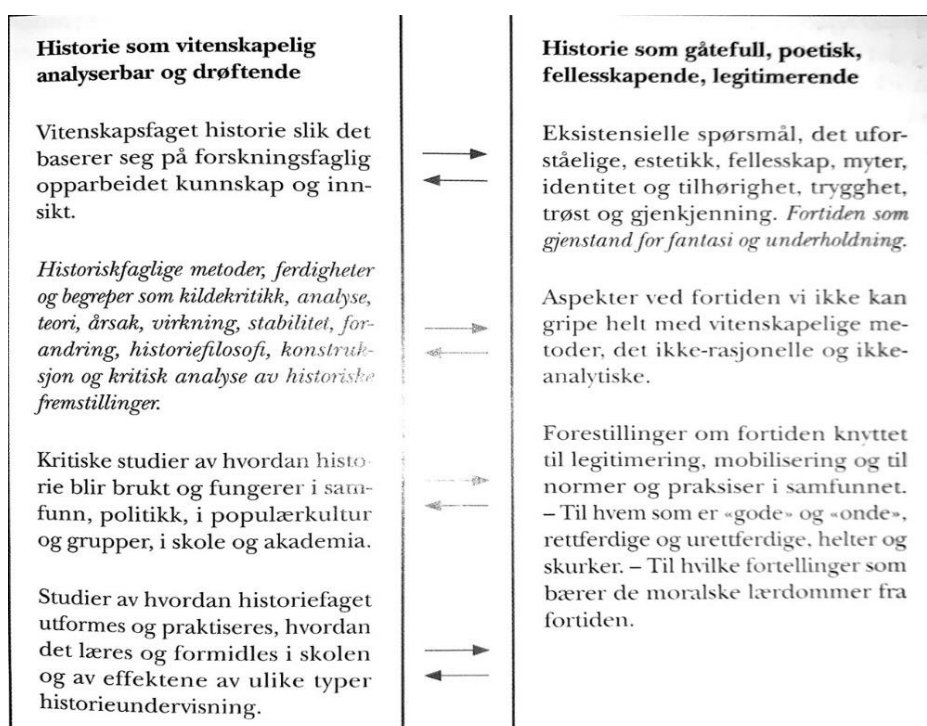 Historie som vitenskapelig
analyserbar og drøftende
Vitenskapsfaget historie slik det
baserer seg på forskningsfaglig
opparbeidet kunnskap og inn-
sikt.
Historiskfaglige metoder, ferdigheter
og begreper som kildekritikk, analyse,
teori, årsak, virkning, stabilitet, for-
andring, historiefilosofi, konstruk-
sjon og kritisk analyse av historiske
fremstillinger.
Kritiske studier av hvordan histo-
rie blir brukt og fungerer i sam-
funn, politikk, i populærkultur
og grupper, i skole og akademia.
Studier av hvordan historiefaget
utformes og praktiseres, hvordan
det læres og formidles i skolen
og av effektene av ulike typer
historieundervisning.
Historie som gåtefull, poetisk,
fellesskapende, legitimerende
Eksistensielle spørsmål, det ufor-
ståelige, estetikk, fellesskap, myter,
identitet og tilhørighet, trygghet,
trøst og gjenkjenning. Fortiden som
gjenstand for fantasi og underholdning.
Aspekter ved fortiden vi ikke kan
gripe helt med vitenskapelige me-
toder, det ikke-rasjonelle og ikke-
analytiske.
Forestillinger om fortiden knyttet
til legitimering, mobilisering og til
normer og praksiser i samfunnet.
– Til hvem som er «gode» og «onde»,
rettferdige og urettferdige, helter og
skurker. – Til hvilke fortellinger som
bærer de moralske lærdommer fra
fortiden.